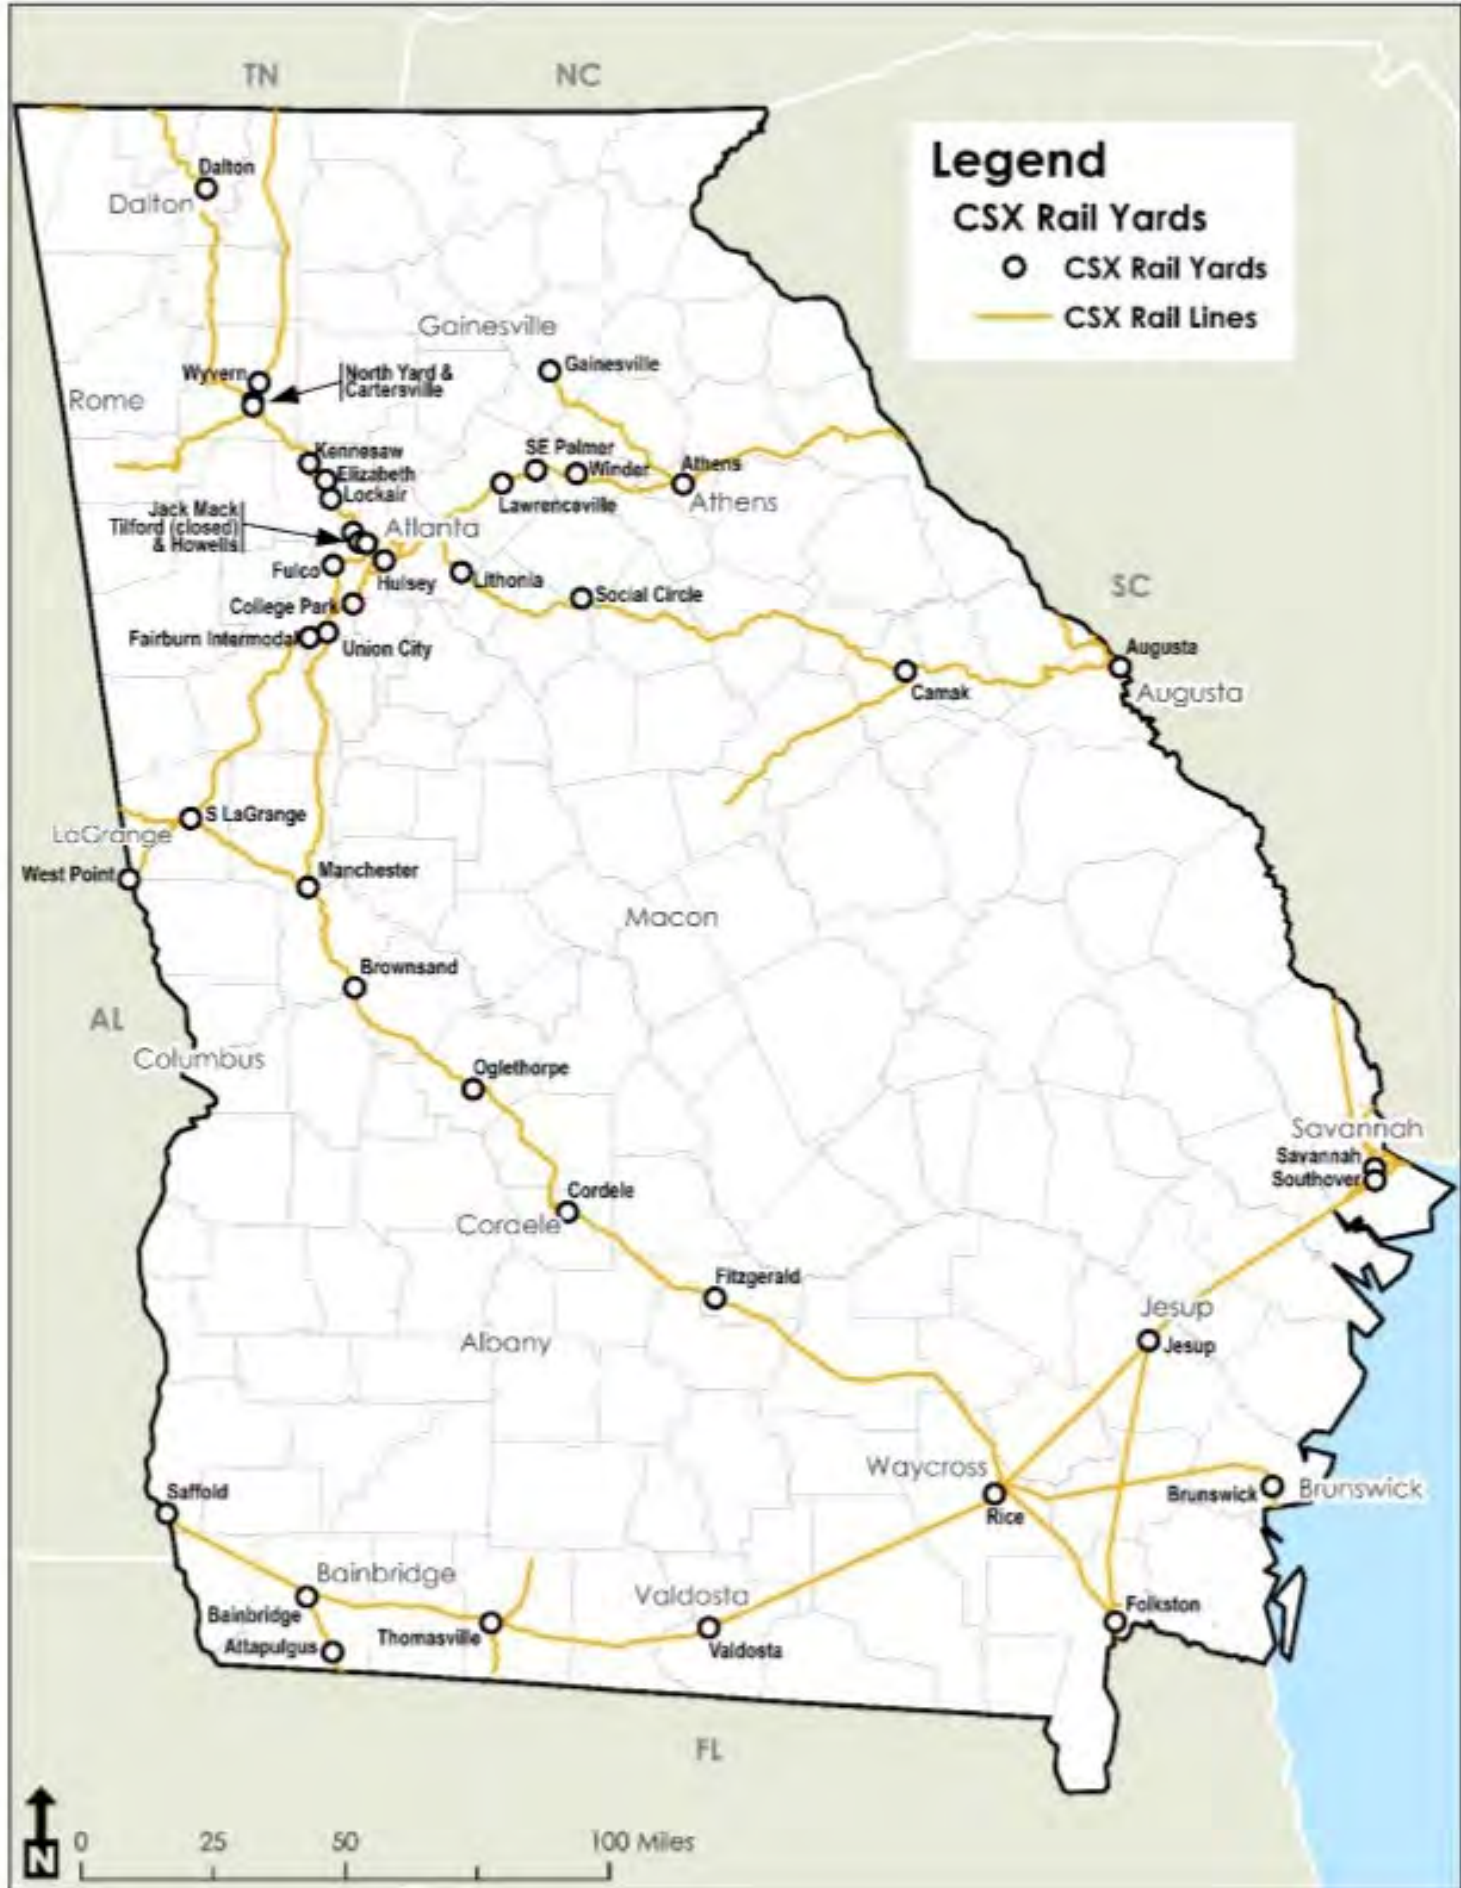 TN
NC
Legend
CSX Rail Yards
CSX Rail Yards
CSX Rail Lines
Dalton
Dalton
Gainesville
Gainesville
Wyvern
North Yard &
Cartersville
Rome
Kennesaw
Elizabeth
Lockair
SE Palmer
Winder
Athens
Athens
Lawrenceville
Jack Mack
Tilford (closed)
& Howells
Atlanta
Fulco
Hulsey
Lithonia
Social Circle
SC
College Park
Fairburn Intermodal
Union City
Augusta
Augusta
Camak
S LaGrange
LaGrange
West Point
Manchester
Macon
Brownsand
AL
Columbus
Oglethorpe
Savannah
Savannah
Southover
Cordele
Cordele
Fitzgerald
Jesup
Jesup
Albany
Waycross
Rice
Brunswick
Brunswick
Saffold
Bainbridge
Bainbridge
Attapulgus
Thomasville
Valdosta
Valdosta
Folkston
FL
N
0 25 50 100 Miles